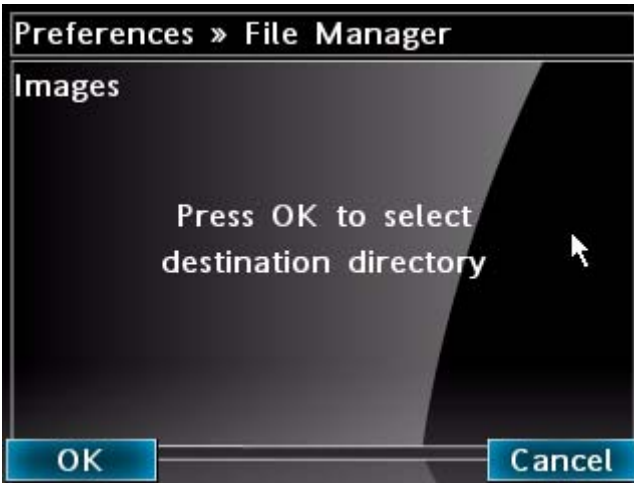 Preferences » File Manager
Images
Press OK to select
destination directory
OK
Cancel